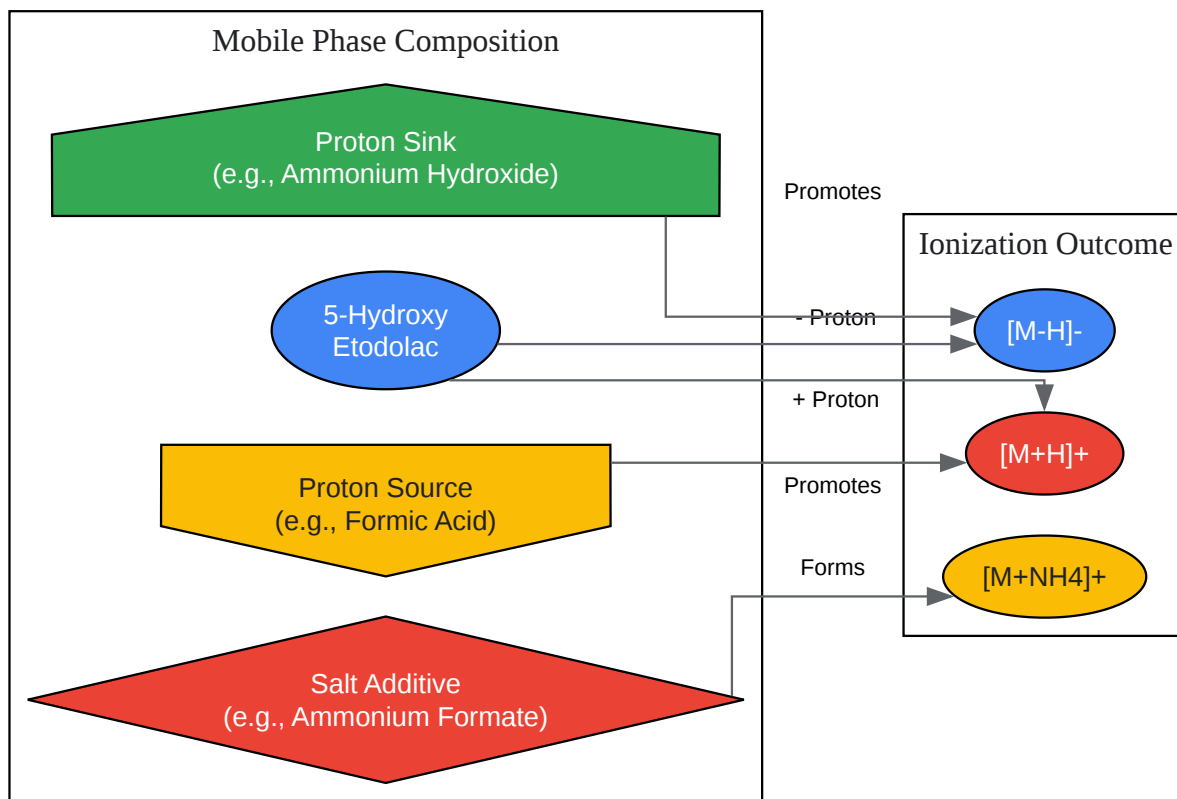 Mobile Phase Composition
Proton Sink
(e.g., Ammonium Hydroxide)
Promotes
Ionization Outcome
5-Hydroxy
Etodolac
- Proton
[M-H]-
+ Proton
[M+H]+
Proton Source
(e.g., Formic Acid)
Promotes
Forms
[M+NH4]+
Salt Additive
(e.g., Ammonium Formate)